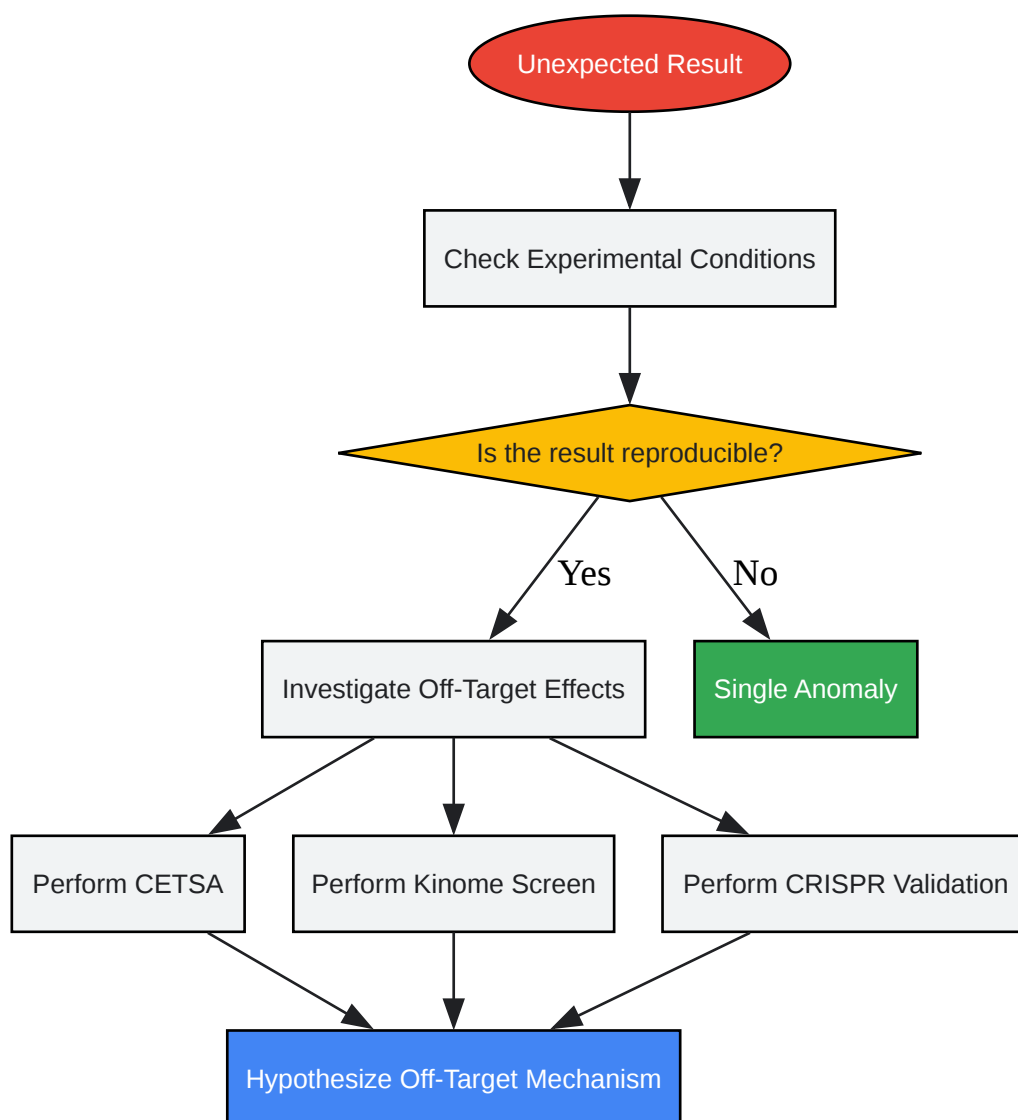 Unexpected Result
Check Experimental Conditions
Is the result reproducible?
Yes
No
Investigate Off-Target Effects
Single Anomaly
Perform CETSA
Perform Kinome Screen
Perform CRISPR Validation
Hypothesize Off-Target Mechanism